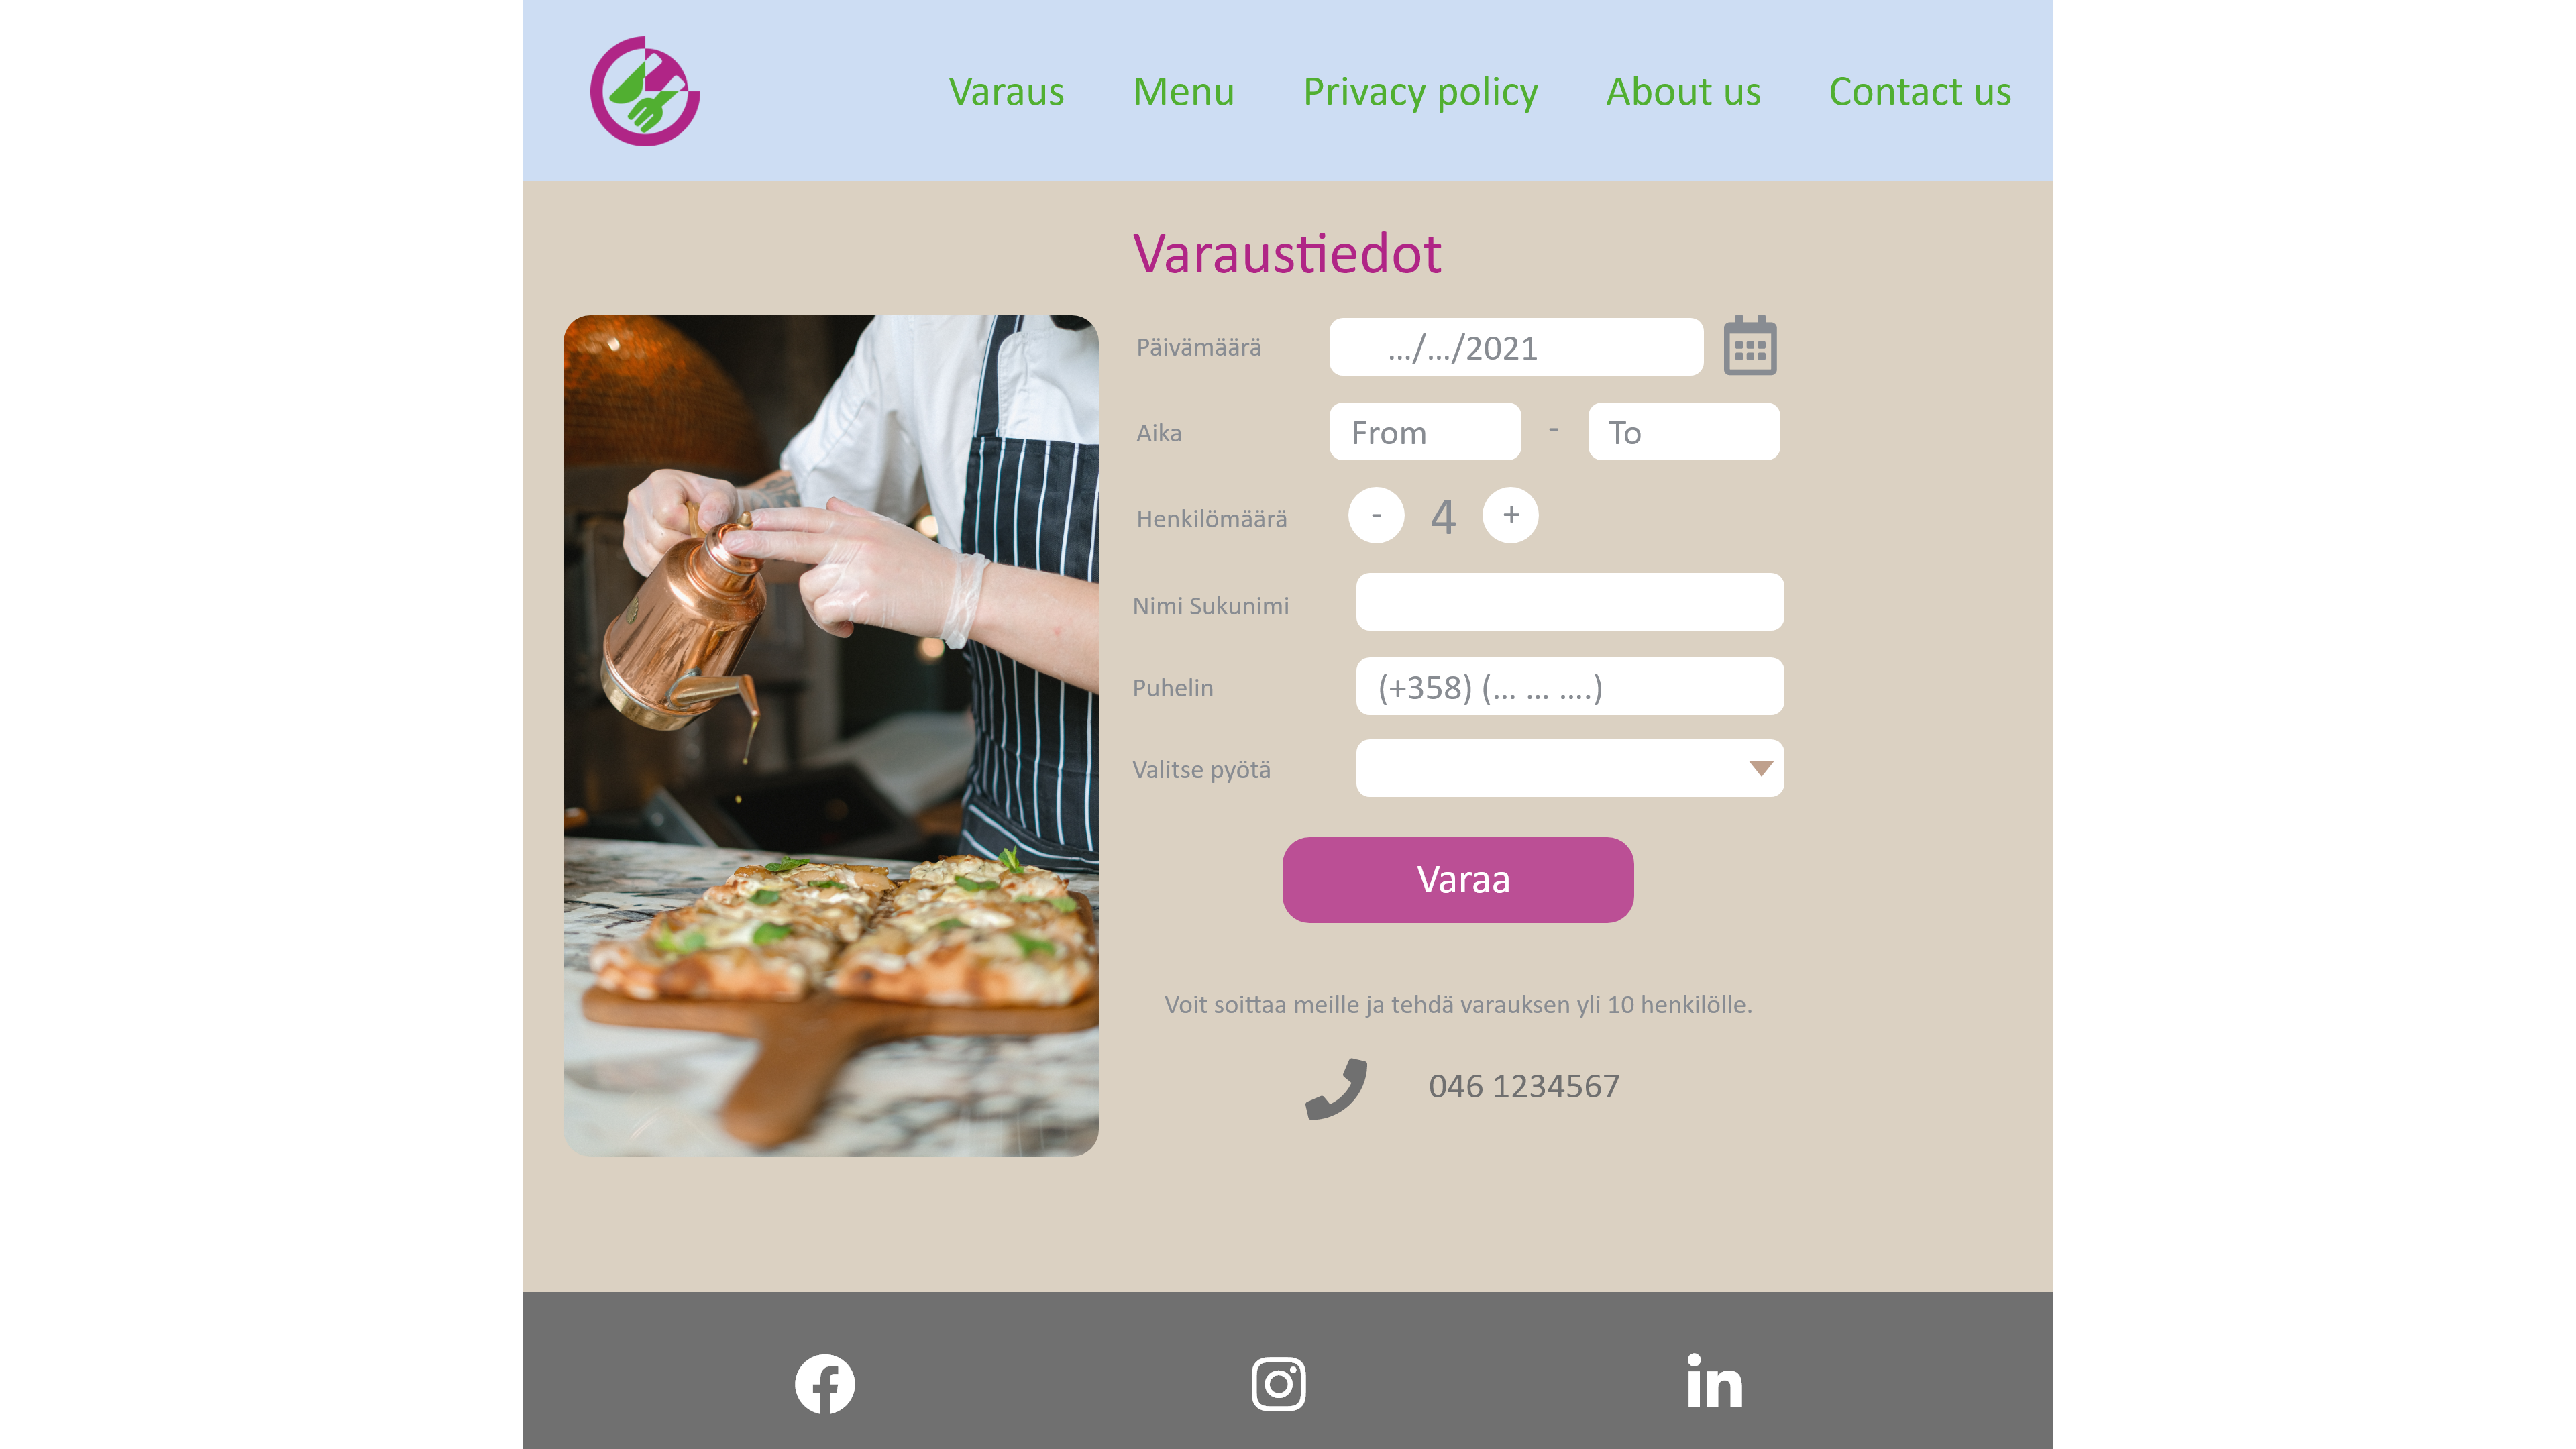 Varaus Menu Privacy policy About us Contact us
Varaustiedot
Päivämäärä .../.../2021
Aika From - To
Henkilömäärä - 4 +
Nimi Sukunimi
Puhelin (+358) (... ... ....)
Valitse pyötä
Varaa
Voit soittaa meille ja tehdä varauksen yli 10 henkilölle.
046 1234567